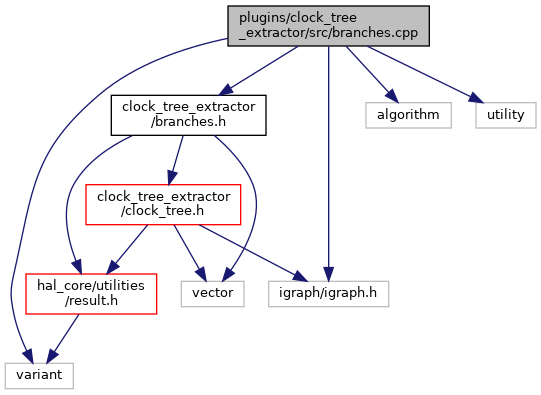 plugins/clock_tree
_extractor/src/branches.cpp
clock_tree_extractor
/branches.h
algorithm
utility
clock_tree_extractor
/clock_tree.h
hal_core/utilities
/result.h
vector
igraph/igraph.h
variant